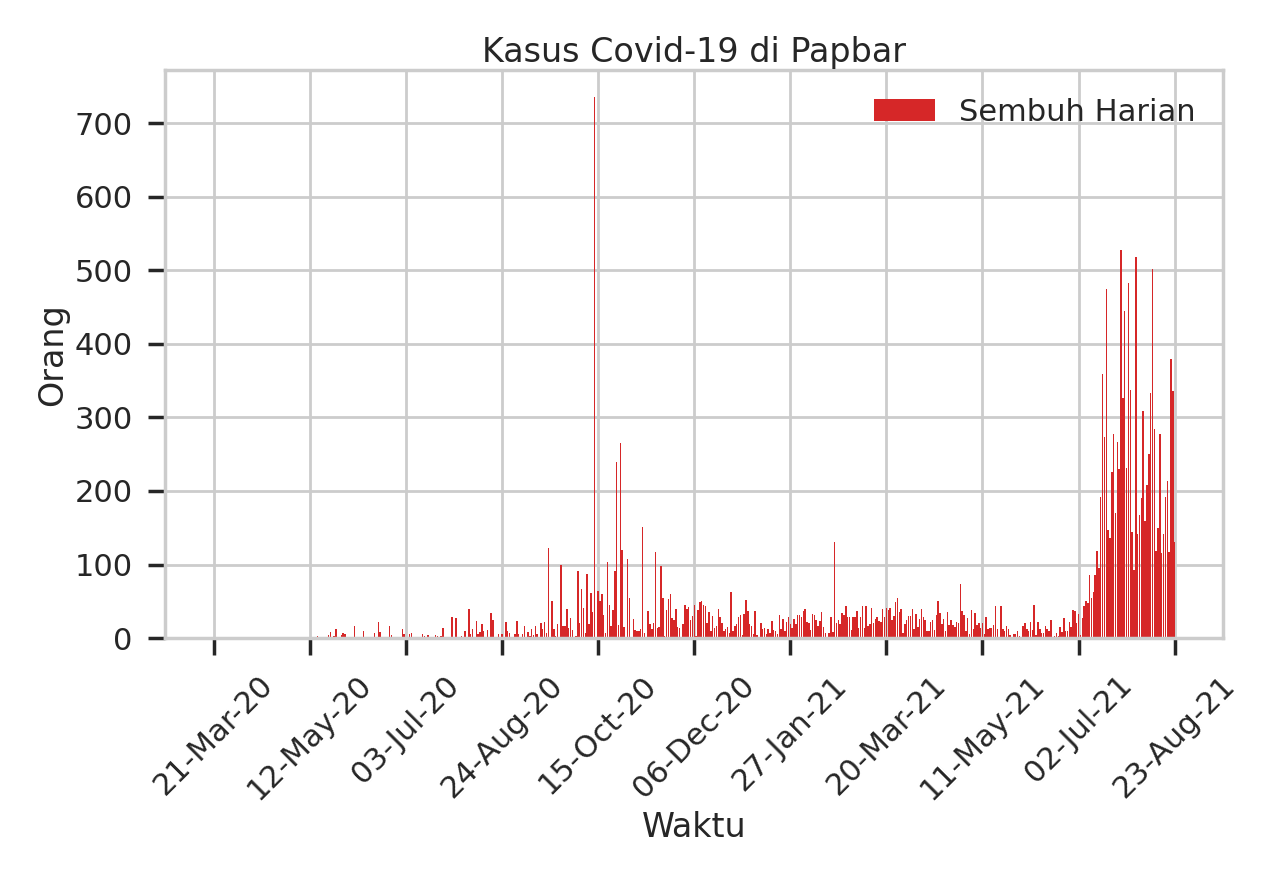 Kasus Covid-19 di Papbar
Sembuh Harian
Orang
700
600
500
400
300
200
100
0
21-Mar-20
12-May-20
03-Jul-20
24-Aug-20
15-Oct-20
06-Dec-20
27-Jan-21
20-Mar-21
11-May-21
02-Jul-21
23-Aug-21
Waktu